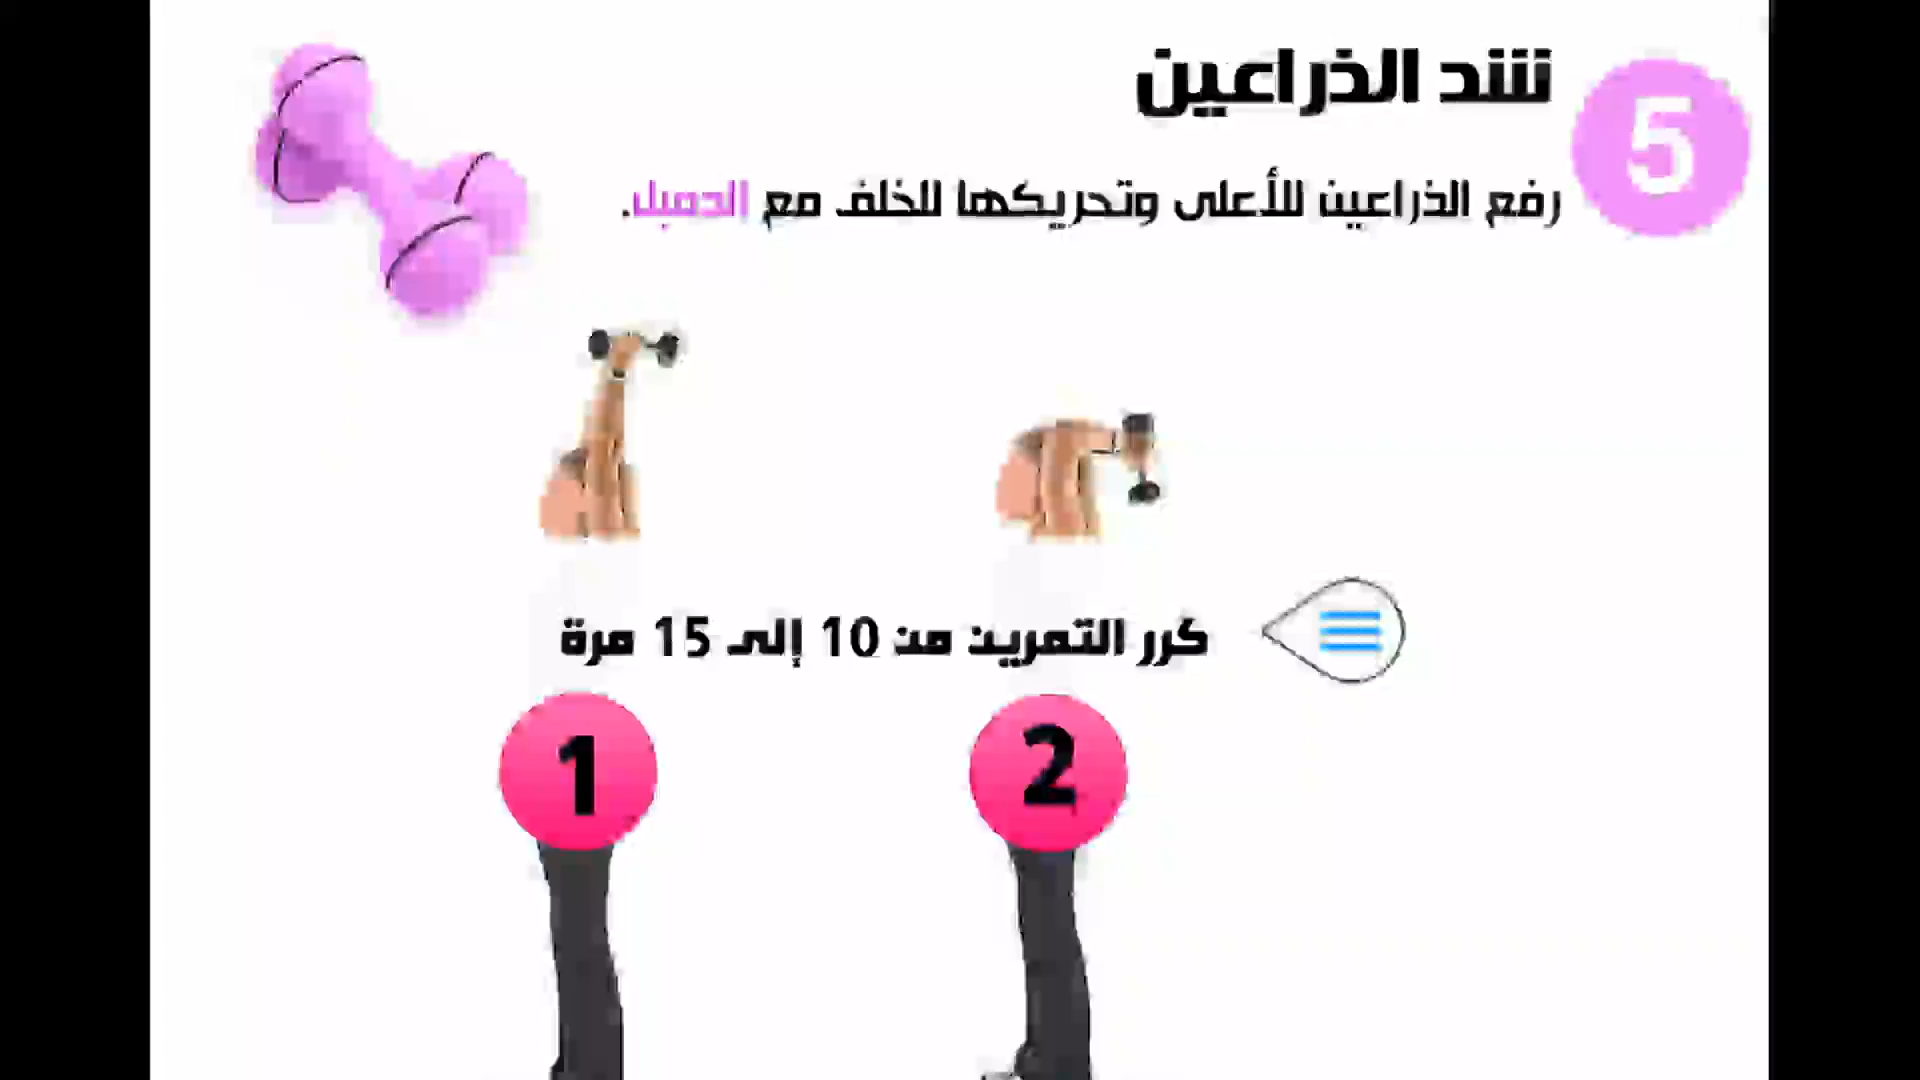 5
شد الذراعين
رفع الذراعين للأعلى وتحريكها للخلف مع الدمبل.
كرر التمرين من 10 إلى 15 مرة
1
2